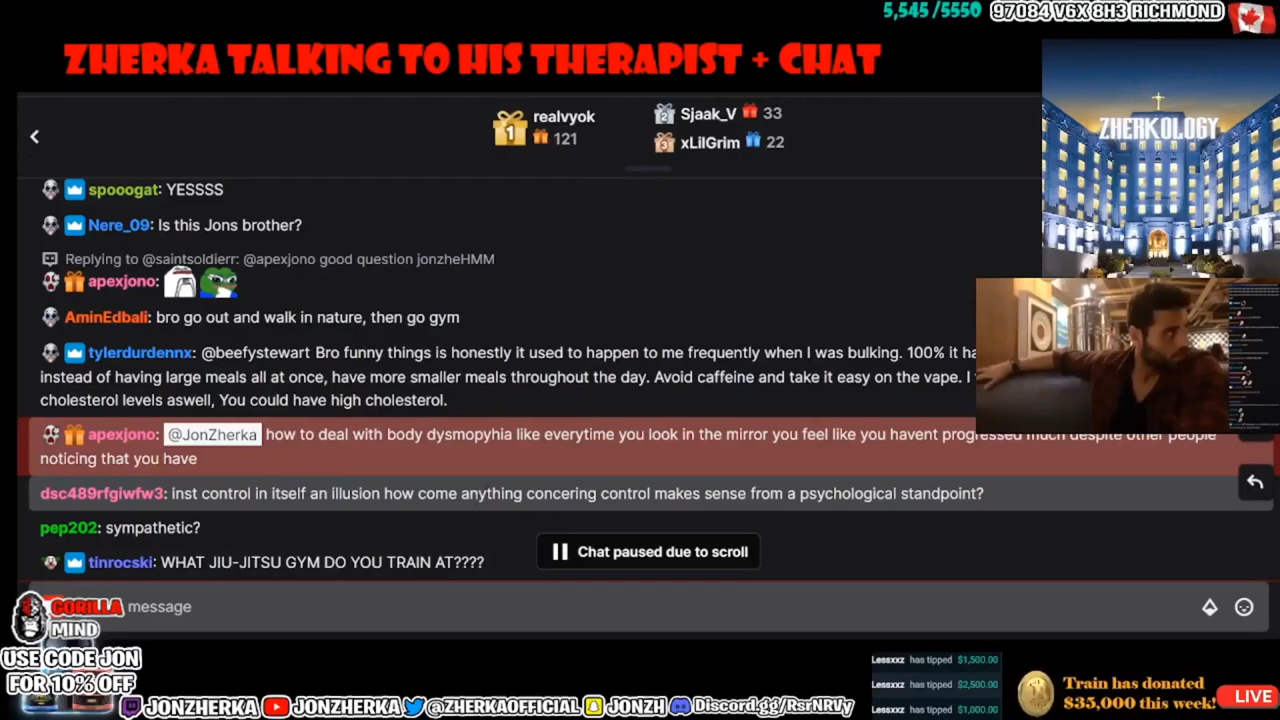 5,545 /5550
97084 V6X 8H3 RICHMOND
ZHERKA TALKING TO HIS THERAPIST + CHAT
ZHERKOLOGY
1 realvyok
121
2 Sjaak_V 33
3 xLilGrim 22
spooogat: YESSSS
Nere_09: Is this Jons brother?
Replying to @saintsoldierr: @apexjono good question jonzheHMM
apexjono:
AminEdbali: bro go out and walk in nature, then go gym
tylerdurdennx: @beefystewart Bro funny things is honestly it used to happen to me frequently when I was bulking. 100% it ha
instead of having large meals all at once, have more smaller meals throughout the day. Avoid caffeine and take it easy on the vape. I
cholesterol levels aswell, You could have high cholesterol.
apexjono: @JonZherka how to deal with body dysmopyhia like everytime you look in the mirror you feel like you havent progressed much despite other people
noticing that you have
dsc489rfgiwfw3: inst control in itself an illusion how come anything concering control makes sense from a psychological standpoint?
pep202: sympathetic?
tinrocski: WHAT JIU-JITSU GYM DO YOU TRAIN AT????
Chat paused due to scroll
message
GORILLA
MIND
USE CODE JON
FOR 10% OFF
JONZHERKA JONZHERKA @ZHERKAOFFICIAL JONZH Discord.gg/RsrNRVy
Lessxxz has tipped $1,500.00
Lessxxz has tipped $2,500.00
Lessxxz has tipped $1,000.00
Train has donated
$35,000 this week!
LIVE